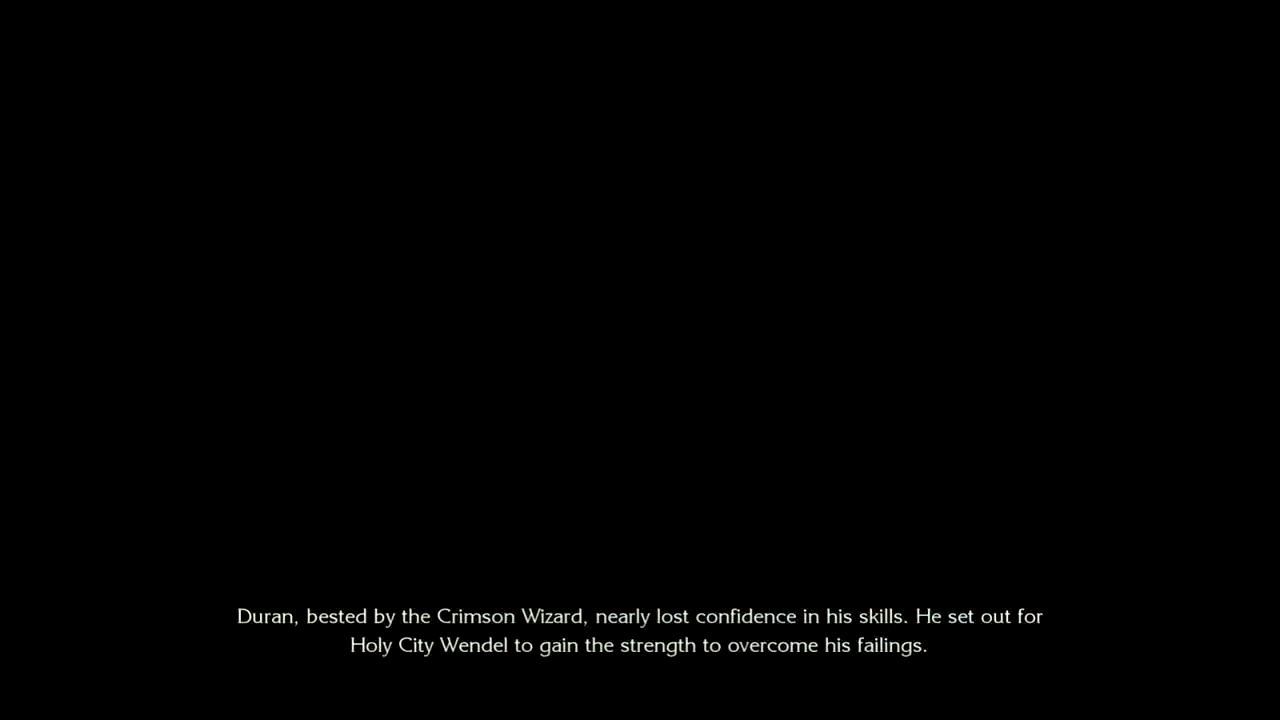 Duran, bested by the Crimson Wizard, nearly lost confidence in his skills. He set out for
Holy City Wendel to gain the strength to overcome his failings.